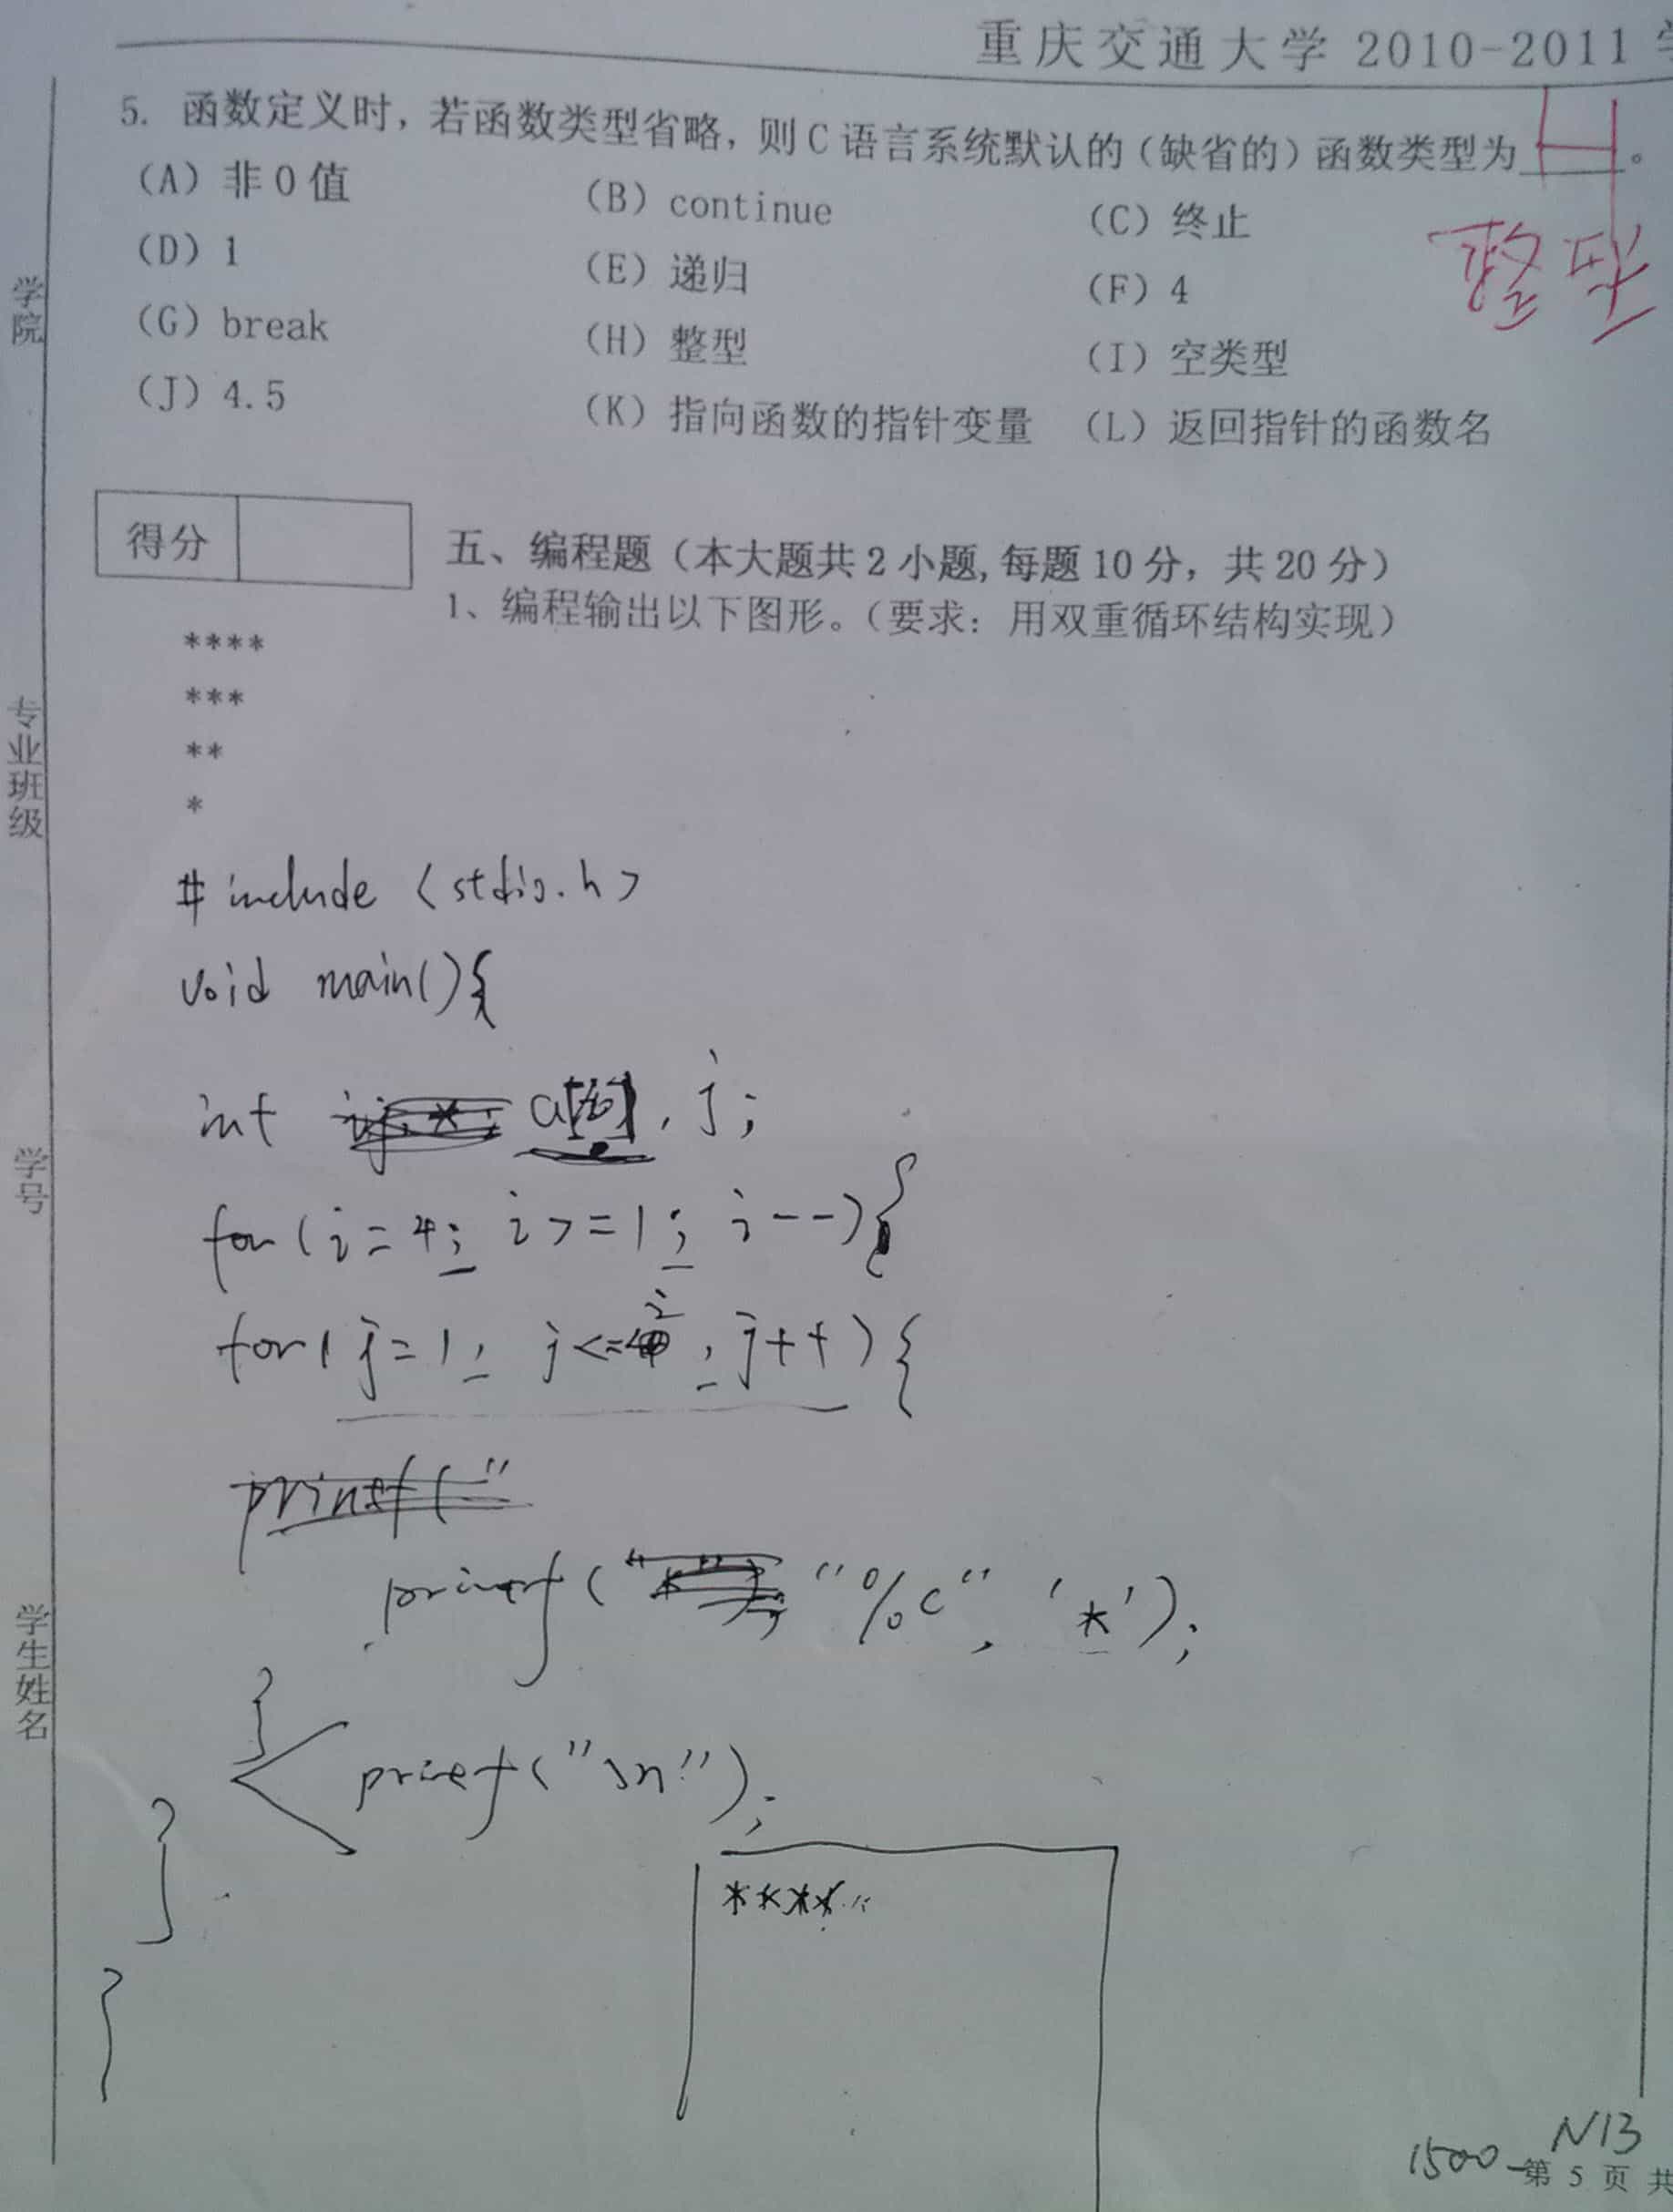 重庆交通大学 2010-2011 学
5. 函数定义时，若函数类型省略，则C语言系统默认的（缺省的）函数类型为 H 。
整型
（A）非0值 （B）continue （C）终止
（D）1 （E）递归 （F）4
（G）break （H）整型 （I）空类型
（J）4.5 （K）指向函数的指针变量 （L）返回指针的函数名
得分
五、编程题（本大题共2小题,每题10分，共20分）
1、编程输出以下图形。（要求：用双重循环结构实现）
****
***
**
*
#include <stdio.h>
void main(){
int , j;
for (i=4; i>=1; i--){
for( j=1; j<=i; j++){
printf("
printf( "%c", '*');
}
printf("\n");
}
}
****
N13
1500
第 5 页 共
学院
专业班级
学号
学生姓名